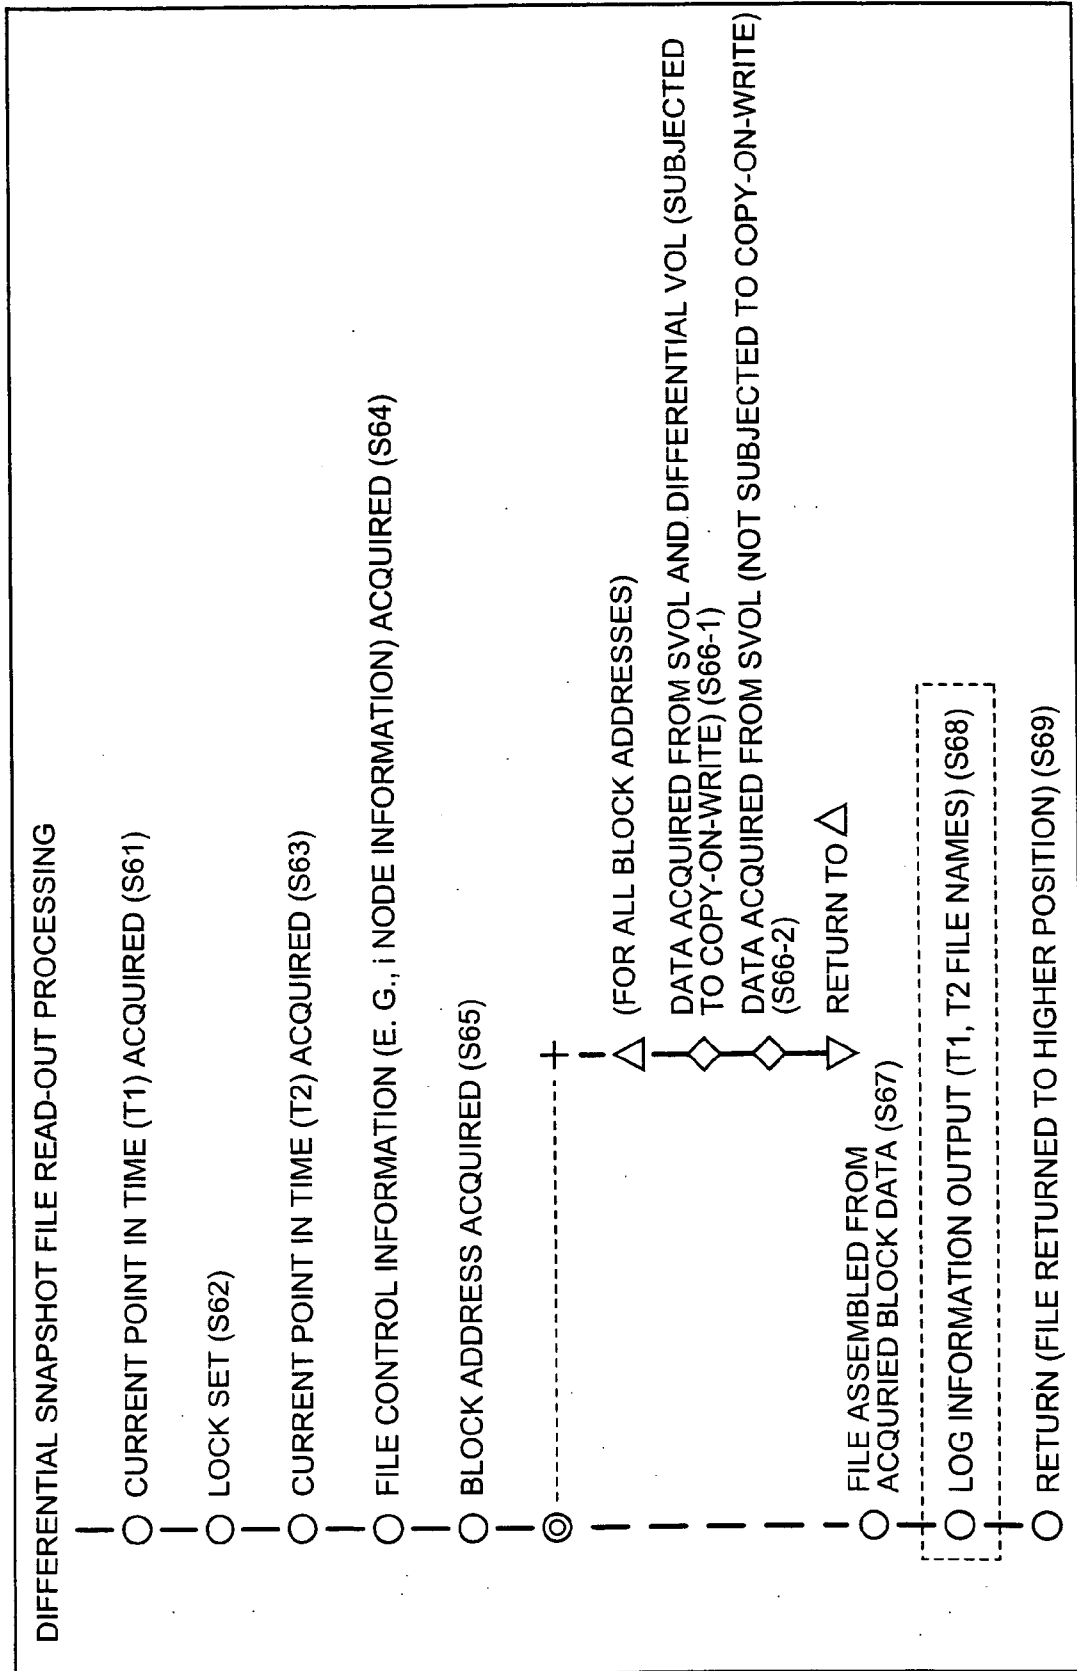 DIFFERENTIAL SNAPSHOT FILE READ-OUT PROCESSING
CURRENT POINT IN TIME (T1) ACQUIRED (S61)
LOCK SET (S62)
CURRENT POINT IN TIME (T2) ACQUIRED (S63)
FILE CONTROL INFORMATION (E. G., i NODE INFORMATION) ACQUIRED (S64)
BLOCK ADDRESS ACQUIRED (S65)
(FOR ALL BLOCK ADDRESSES)
DATA ACQUIRED FROM SVOL AND DIFFERENTIAL VOL (SUBJECTED
TO COPY-ON-WRITE) (S66-1)
DATA ACQUIRED FROM SVOL (NOT SUBJECTED TO COPY-ON-WRITE)
(S66-2)
RETURN TO △
FILE ASSEMBLED FROM
ACQURIED BLOCK DATA (S67)
LOG INFORMATION OUTPUT (T1, T2 FILE NAMES) (S68)
RETURN (FILE RETURNED TO HIGHER POSITION) (S69)